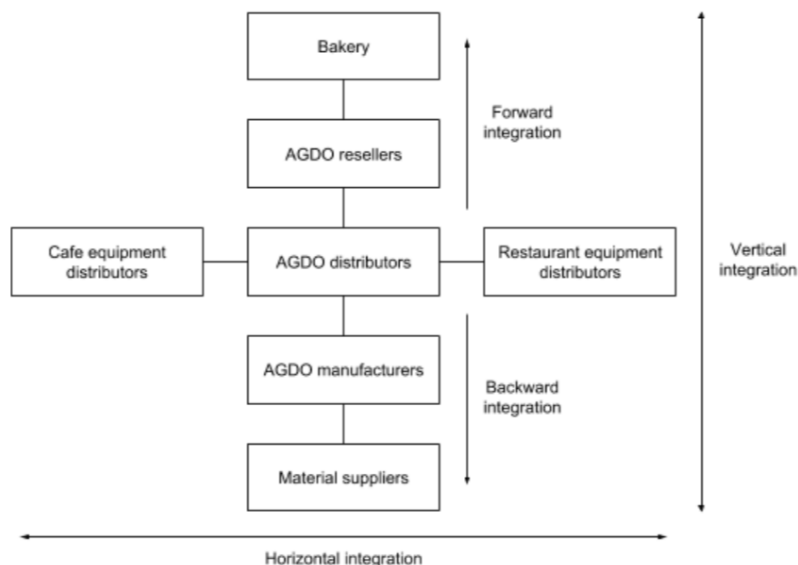 Bakery
Forward
integration
AGDO resellers
Cafe equipment
distributors
AGDO distributors
Restaurant equipment
distributors
Vertical
integration
AGDO manufacturers
Backward
integration
Material suppliers
Horizontal integration